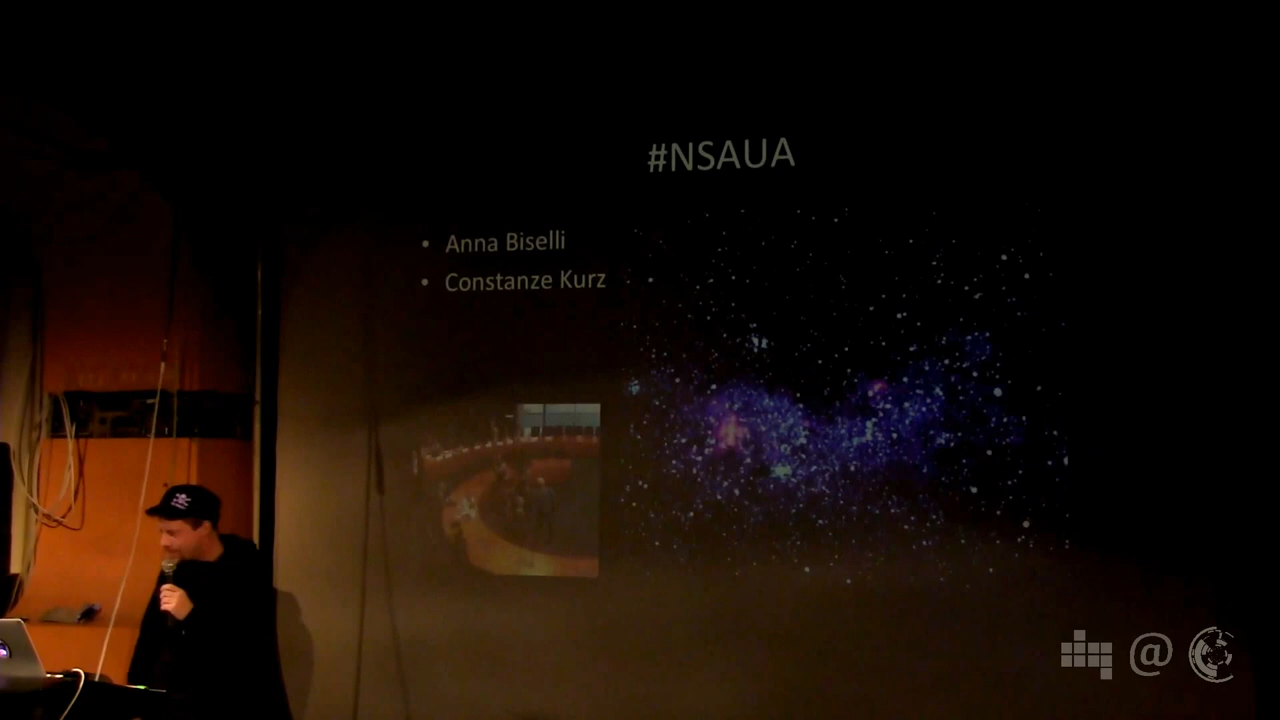 #NSAUA
• Anna Biselli
• Constanze Kurz
@